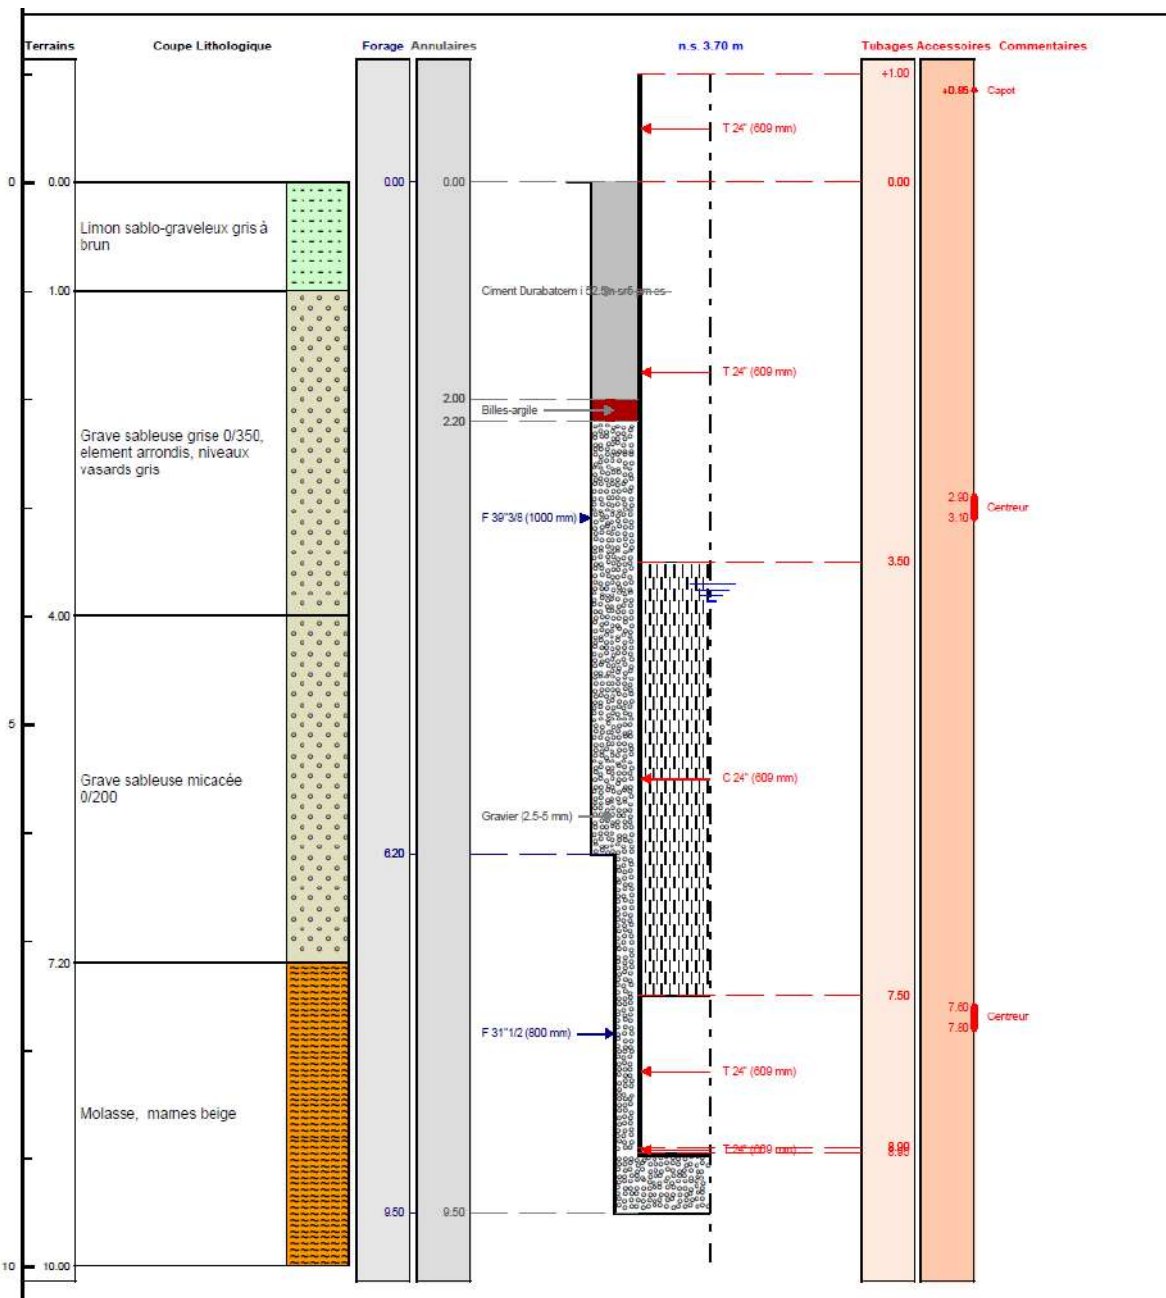 Terrains Coupe Lithologique Forage Annulaires n.s. 3.70 m Tubages Accessoires Commentaires
+1.00
+0.85 Capot
T 24" (609 mm)
0 0.00 0.00 0.00 0.00
Limon sablo-graveleux gris à
brun
1.00
Ciment Durabatcem
T 24" (609 mm)
2.00
Billes-argile
2.20
Grave sableuse grise 0/350,
element arrondis, niveaux
vasards gris
2.90
Centreur
3.10
F 39"3/8 (1000 mm)
3.50
4.00
5
C 24" (609 mm)
Grave sableuse micacée
0/200
Gravier (2.5-5 mm)
6.20
7.20
7.50
7.60
Centreur
7.80
F 31"1/2 (800 mm)
T 24" (609 mm)
Molasse, marnes beige
T 24" (609 mm)
9.50 9.50
10 10.00